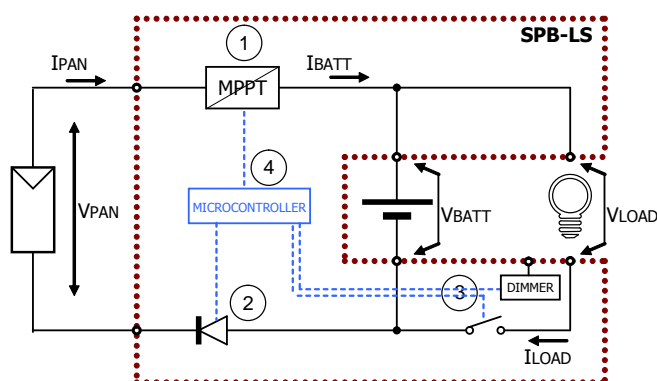 1
SPB-LS
IPAN
IBATT
MPPT
4
MICROCONTROLLER
VPAN
VBATT
VLOAD
2
3
DIMMER
ILOAD